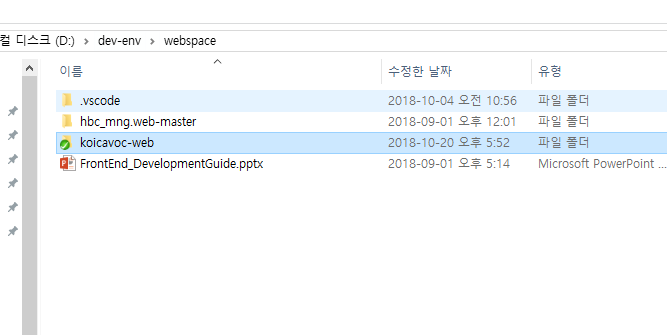 컬 디스크 (D:) › dev-env › webspace
이름 수정한 날짜 유형
.vscode 2018-10-04 오전 10:56 파일 폴더
hbc_mng.web-master 2018-09-01 오후 12:01 파일 폴더
koicavoc-web 2018-10-20 오후 5:52 파일 폴더
FrontEnd_DevelopmentGuide.pptx 2018-09-01 오후 5:14 Microsoft PowerPoint ...